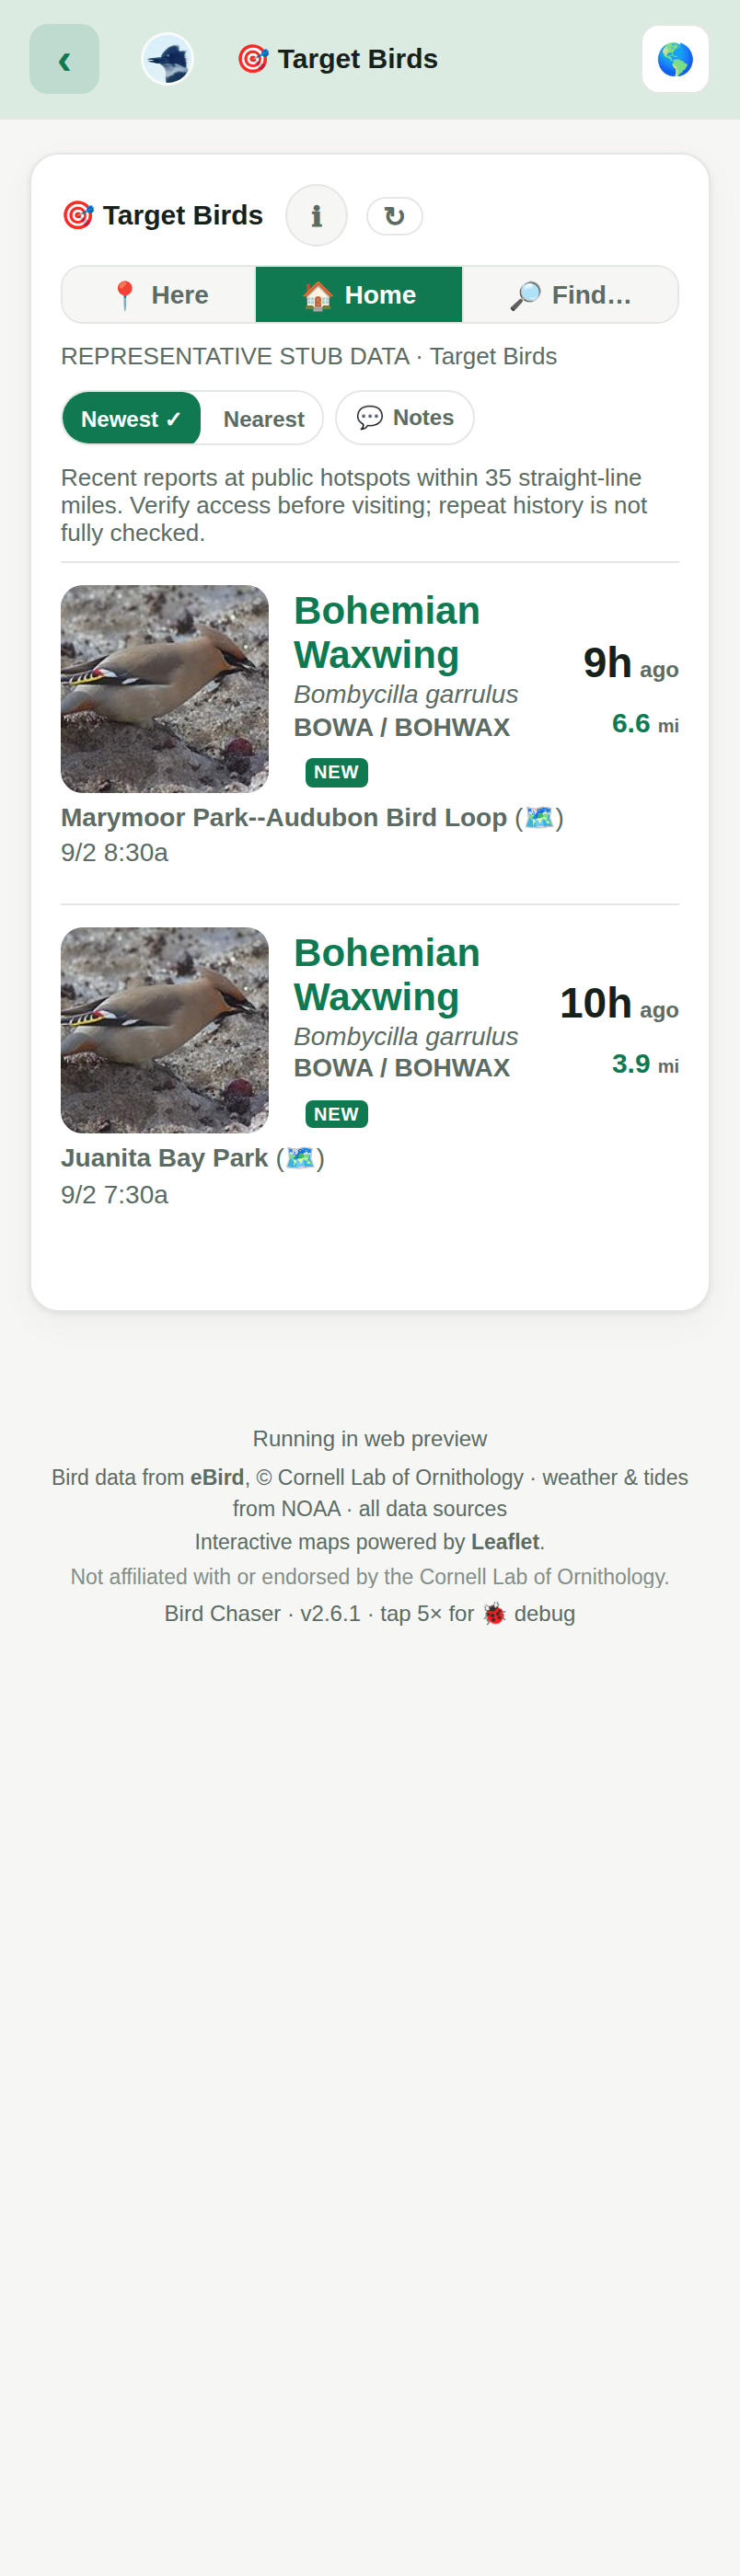 ‹ 🎯 Target Birds 🌎
🎯 Target Birds ℹ ↻
📍 Here 🏠 Home 🔎 Find…
REPRESENTATIVE STUB DATA · Target Birds
Newest ✓ Nearest 💬 Notes
Recent reports at public hotspots within 35 straight-line
miles. Verify access before visiting; repeat history is not
fully checked.
Bohemian
Waxwing
9h ago
Bombycilla garrulus
6.6 mi
BOWA / BOHWAX
NEW
Marymoor Park--Audubon Bird Loop (🗺️)
9/2 8:30a
Bohemian
Waxwing
10h ago
Bombycilla garrulus
3.9 mi
BOWA / BOHWAX
NEW
Juanita Bay Park (🗺️)
9/2 7:30a
Running in web preview
Bird data from eBird, © Cornell Lab of Ornithology · weather & tides
from NOAA · all data sources
Interactive maps powered by Leaflet.
Not affiliated with or endorsed by the Cornell Lab of Ornithology.
Bird Chaser · v2.6.1 · tap 5× for 🐞 debug